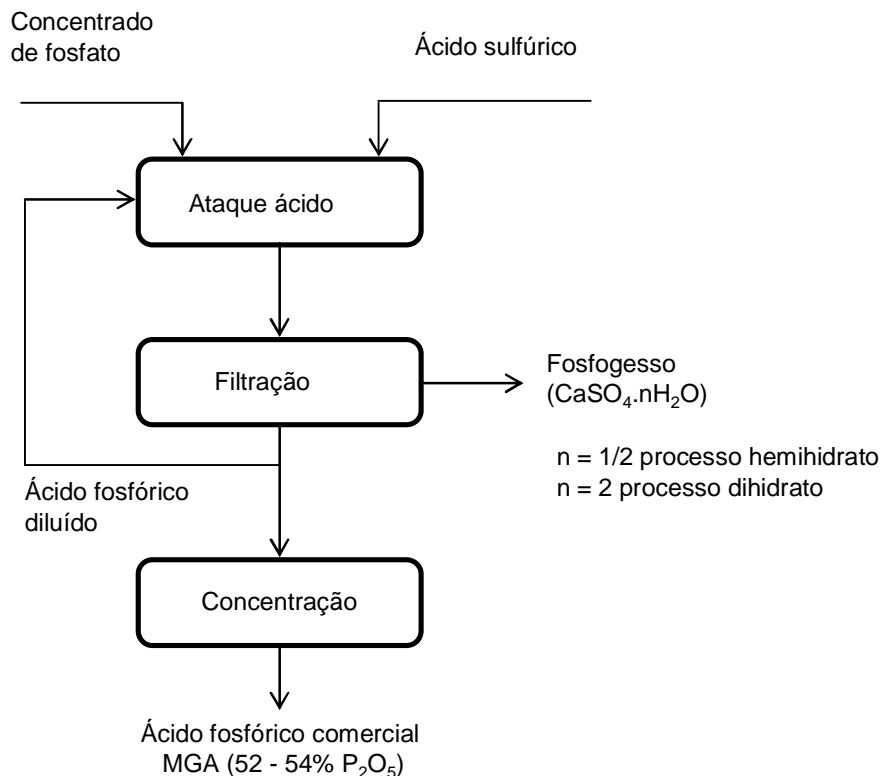 Concentrado
de fosfato
Ácido sulfúrico
Ataque ácido
Filtração
Fosfogesso
(CaSO₄.nH₂O)
n = 1/2 processo hemihidrato
n = 2 processo dihidrato
Ácido fosfórico
diluído
Concentração
Ácido fosfórico comercial
MGA (52 - 54% P₂O₅)